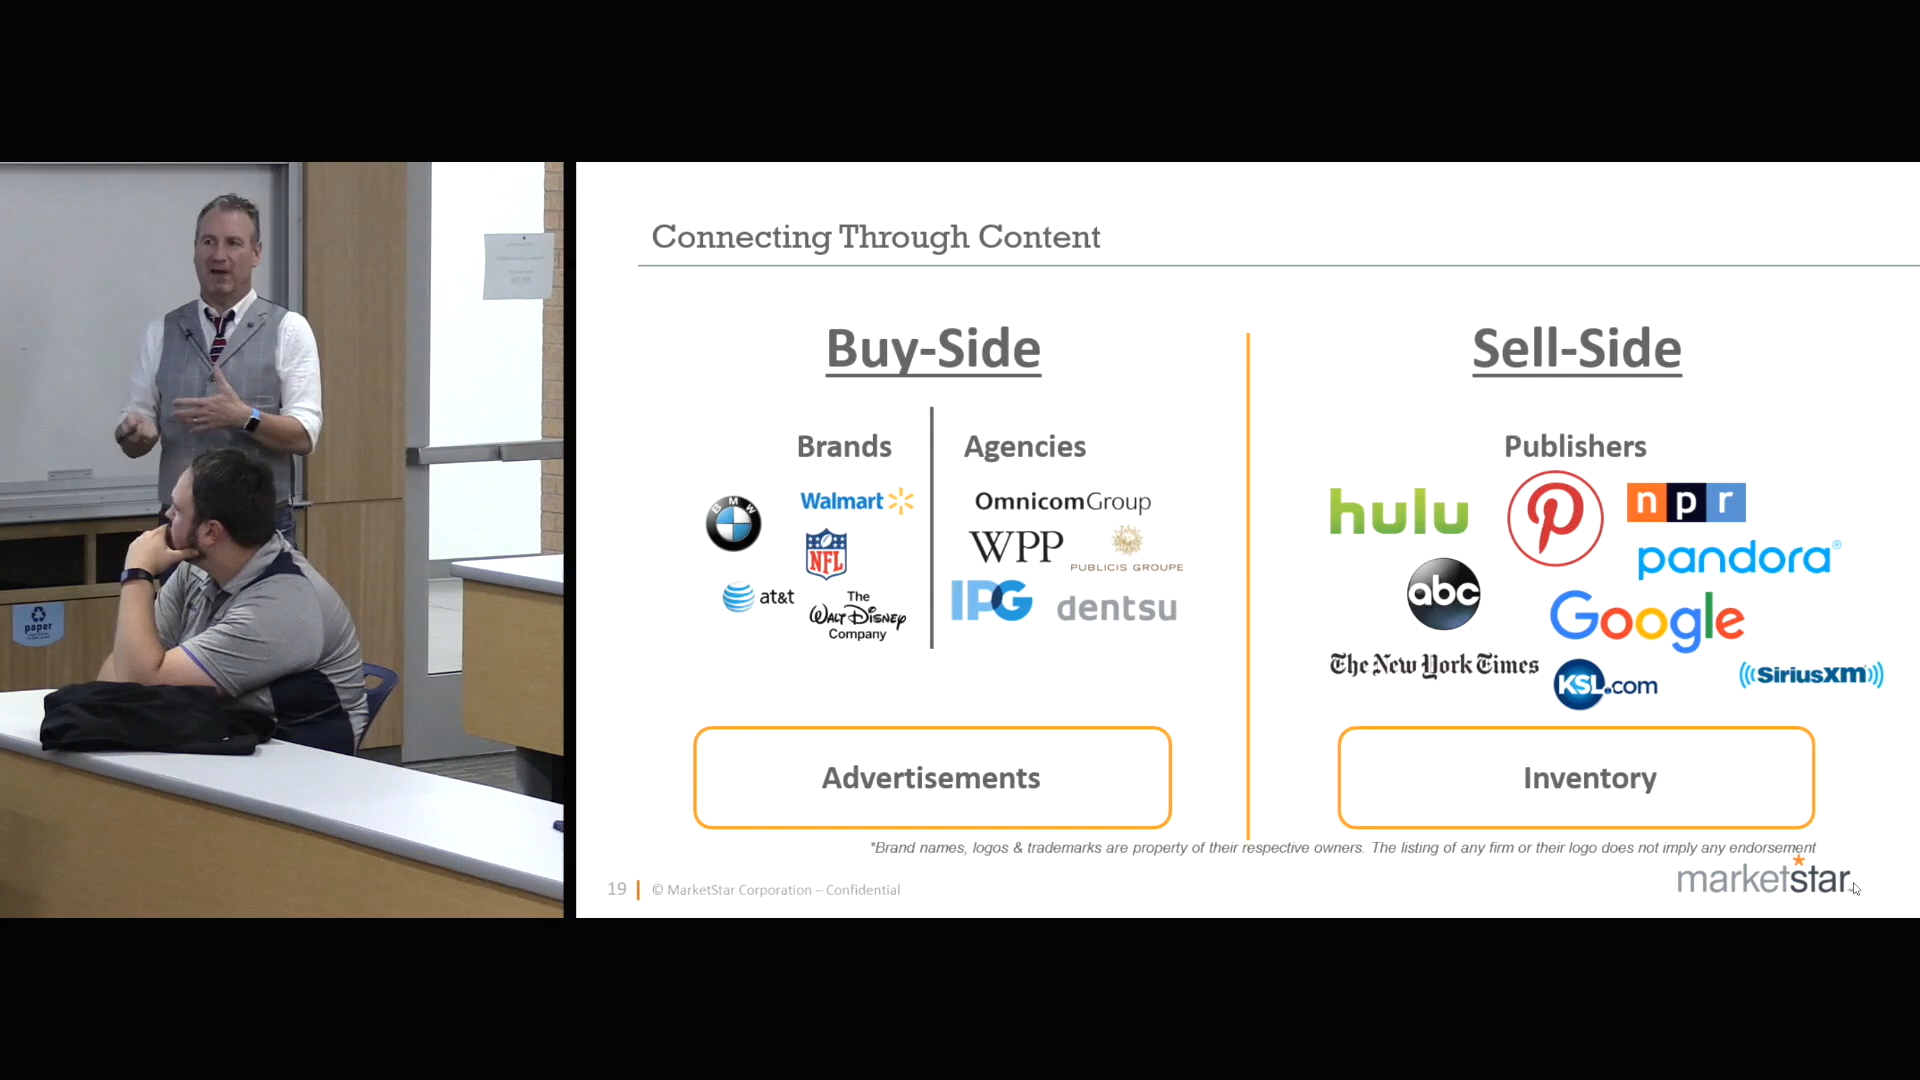 Connecting Through Content
Buy-Side
Sell-Side
Brands
Agencies
Publishers
BMW
Walmart
NFL
at&t
The
Walt Disney
Company
OmnicomGroup
WPP
PUBLICIS GROUPE
IPG
dentsu
hulu
npr
pandora®
abc
Google
The New York Times
KSL.com
SiriusXM
Advertisements
Inventory
*Brand names, logos & trademarks are property of their respective owners. The listing of any firm or their logo does not imply any endorsement
19
© MarketStar Corporation – Confidential
marketstar
paper